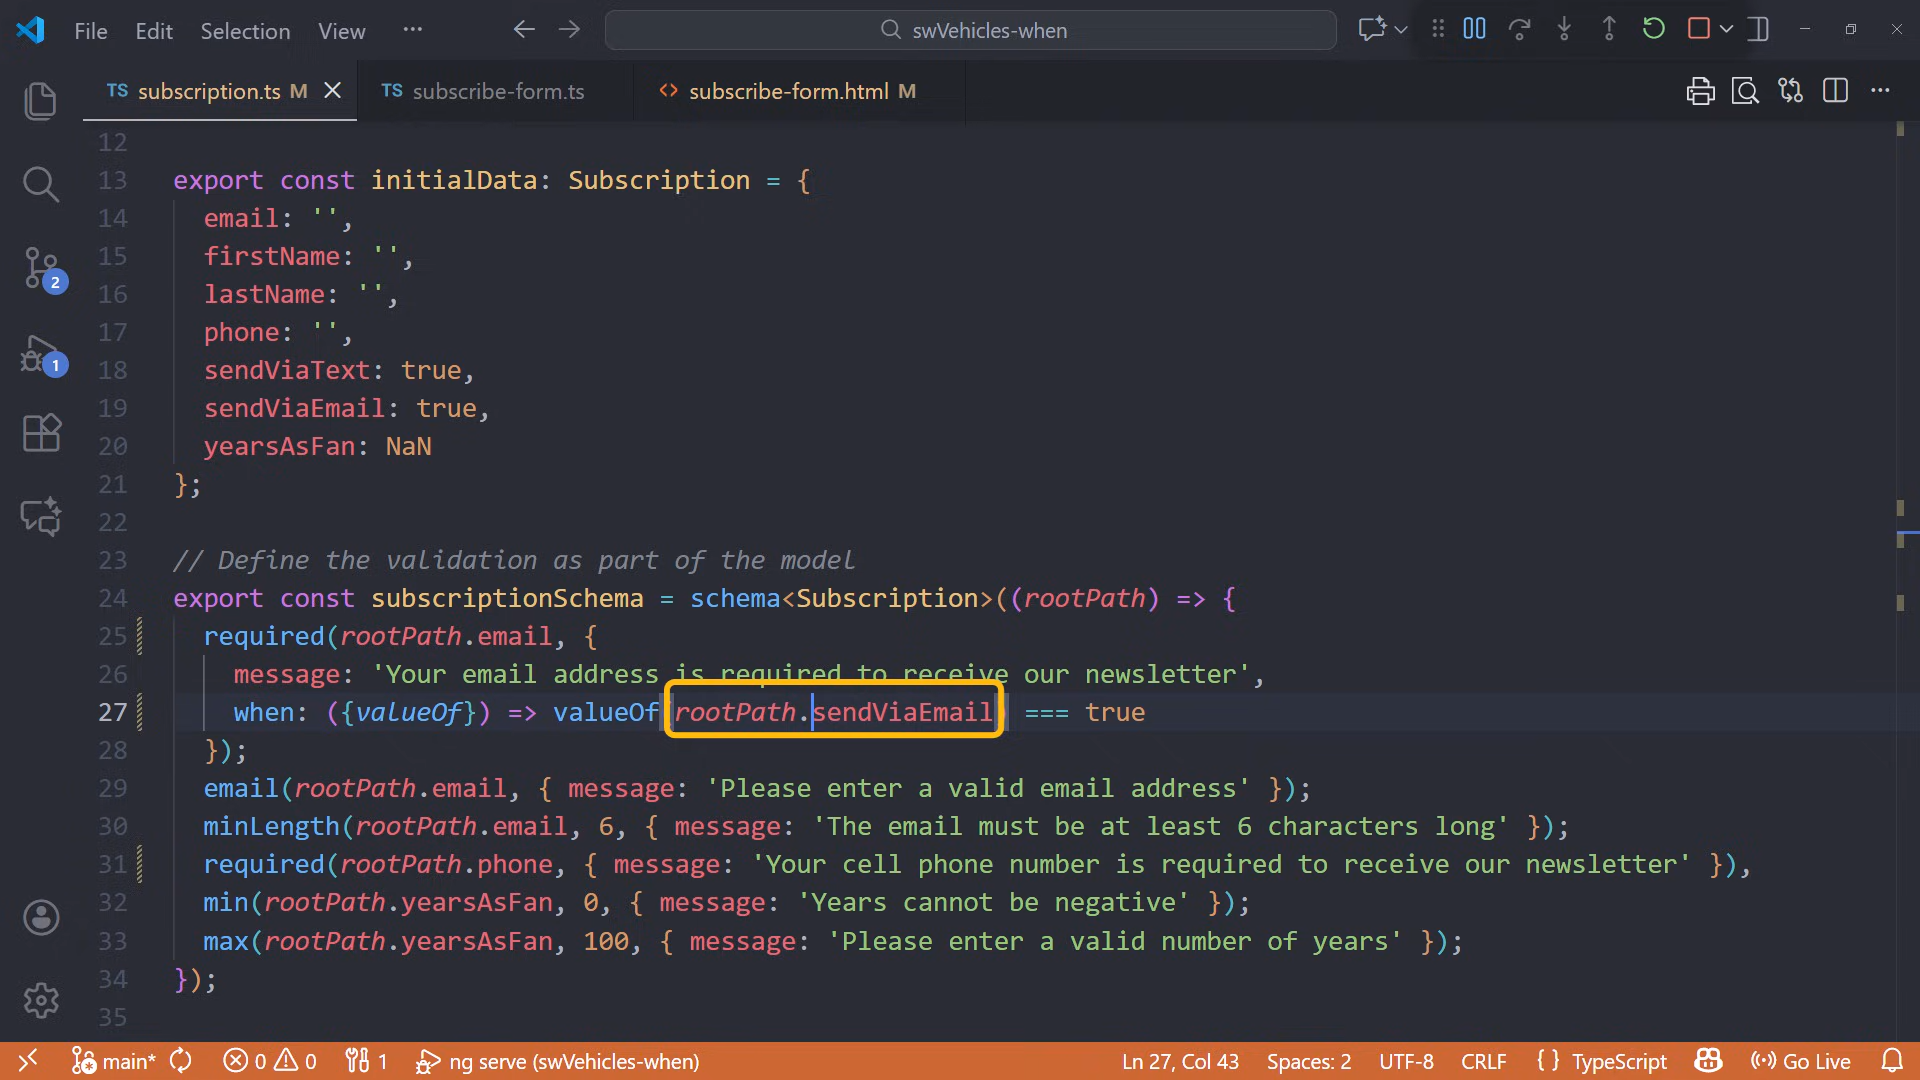 File Edit Selection View ··· swVehicles-when
TS subscription.ts M TS subscribe-form.ts <> subscribe-form.html M
12
13 export const initialData: Subscription = {
14 email: '',
15 firstName: '',
16 lastName: '',
17 phone: '',
18 sendViaText: true,
19 sendViaEmail: true,
20 yearsAsFan: NaN
21 };
22
23 // Define the validation as part of the model
24 export const subscriptionSchema = schema<Subscription>((rootPath) => {
25 required(rootPath.email, {
26 message: 'Your email address is required to receive our newsletter',
27 when: ({valueOf}) => valueOf(rootPath.sendViaEmail) === true
28 });
29 email(rootPath.email, { message: 'Please enter a valid email address' });
30 minLength(rootPath.email, 6, { message: 'The email must be at least 6 characters long' });
31 required(rootPath.phone, { message: 'Your cell phone number is required to receive our newsletter' }),
32 min(rootPath.yearsAsFan, 0, { message: 'Years cannot be negative' });
33 max(rootPath.yearsAsFan, 100, { message: 'Please enter a valid number of years' });
34 });
35
2
1
main* 0 0 1 ng serve (swVehicles-when) Ln 27, Col 43 Spaces: 2 UTF-8 CRLF { } TypeScript Go Live